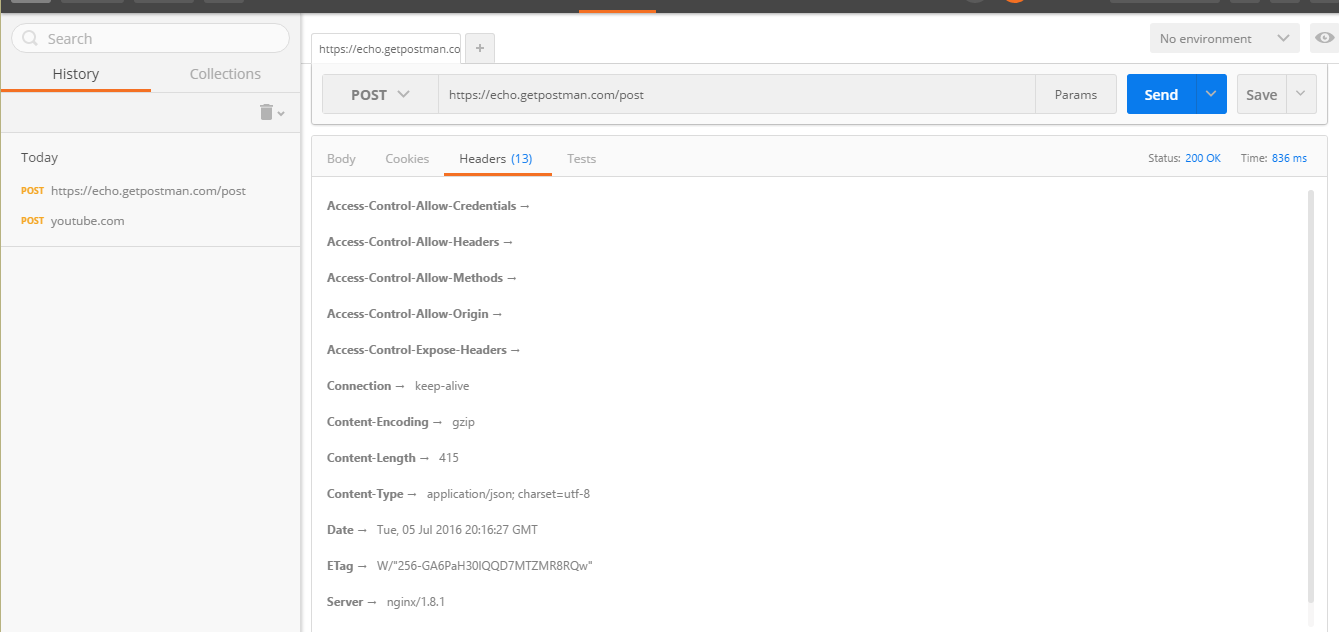 Search
History Collections
Today
POST https://echo.getpostman.com/post
POST youtube.com
https://echo.getpostman.co +
No environment
POST https://echo.getpostman.com/post Params Send Save
Body Cookies Headers (13) Tests Status: 200 OK Time: 836 ms
Access-Control-Allow-Credentials →
Access-Control-Allow-Headers →
Access-Control-Allow-Methods →
Access-Control-Allow-Origin →
Access-Control-Expose-Headers →
Connection → keep-alive
Content-Encoding → gzip
Content-Length → 415
Content-Type → application/json; charset=utf-8
Date → Tue, 05 Jul 2016 20:16:27 GMT
ETag → W/"256-GA6PaH30IQQD7MTZMR8RQw"
Server → nginx/1.8.1